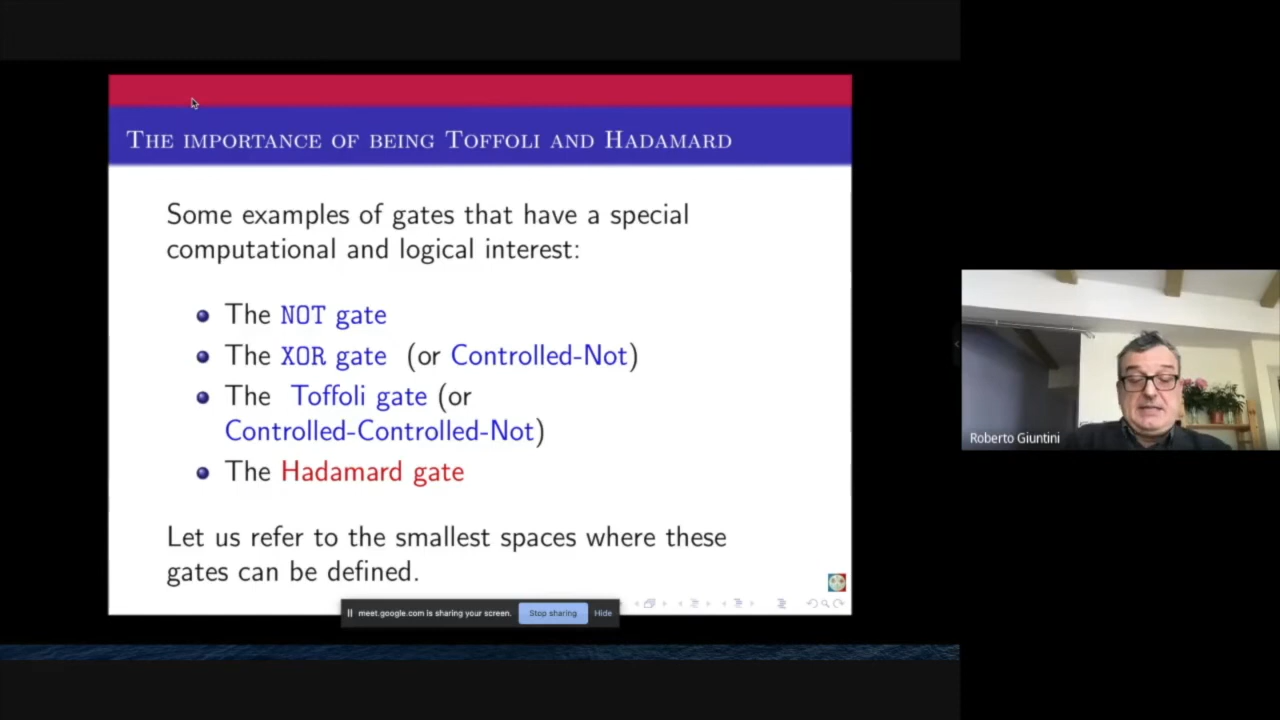 THE IMPORTANCE OF BEING TOFFOLI AND HADAMARD
Some examples of gates that have a special
computational and logical interest:
The NOT gate
The XOR gate (or Controlled-Not)
The Toffoli gate (or
Controlled-Controlled-Not)
The Hadamard gate
Let us refer to the smallest spaces where these
gates can be defined.
meet.google.com is sharing your screen. Stop sharing Hide
Roberto Giuntini